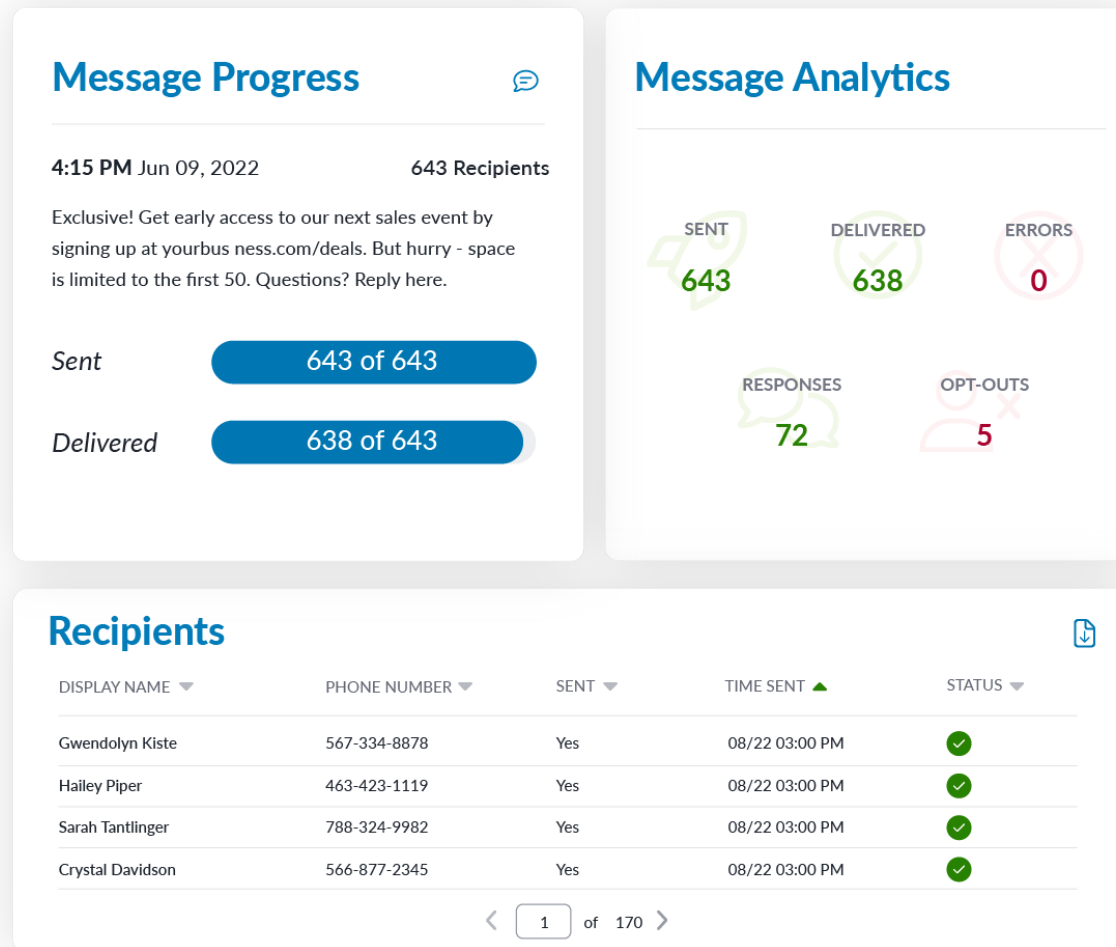 Message Progress
4:15 PM Jun 09, 2022
643 Recipients
Exclusive! Get early access to our next sales event by
signing up at yourbus ness.com/deals. But hurry - space
is limited to the first 50. Questions? Reply here.
Sent
643 of 643
Delivered
638 of 643
Message Analytics
SENT
643
DELIVERED
638
ERRORS
0
RESPONSES
72
OPT-OUTS
5
Recipients
DISPLAY NAME PHONE NUMBER SENT TIME SENT STATUS
Gwendolyn Kiste 567-334-8878 Yes 08/22 03:00 PM
Hailey Piper 463-423-1119 Yes 08/22 03:00 PM
Sarah Tantlinger 788-324-9982 Yes 08/22 03:00 PM
Crystal Davidson 566-877-2345 Yes 08/22 03:00 PM
1 of 170